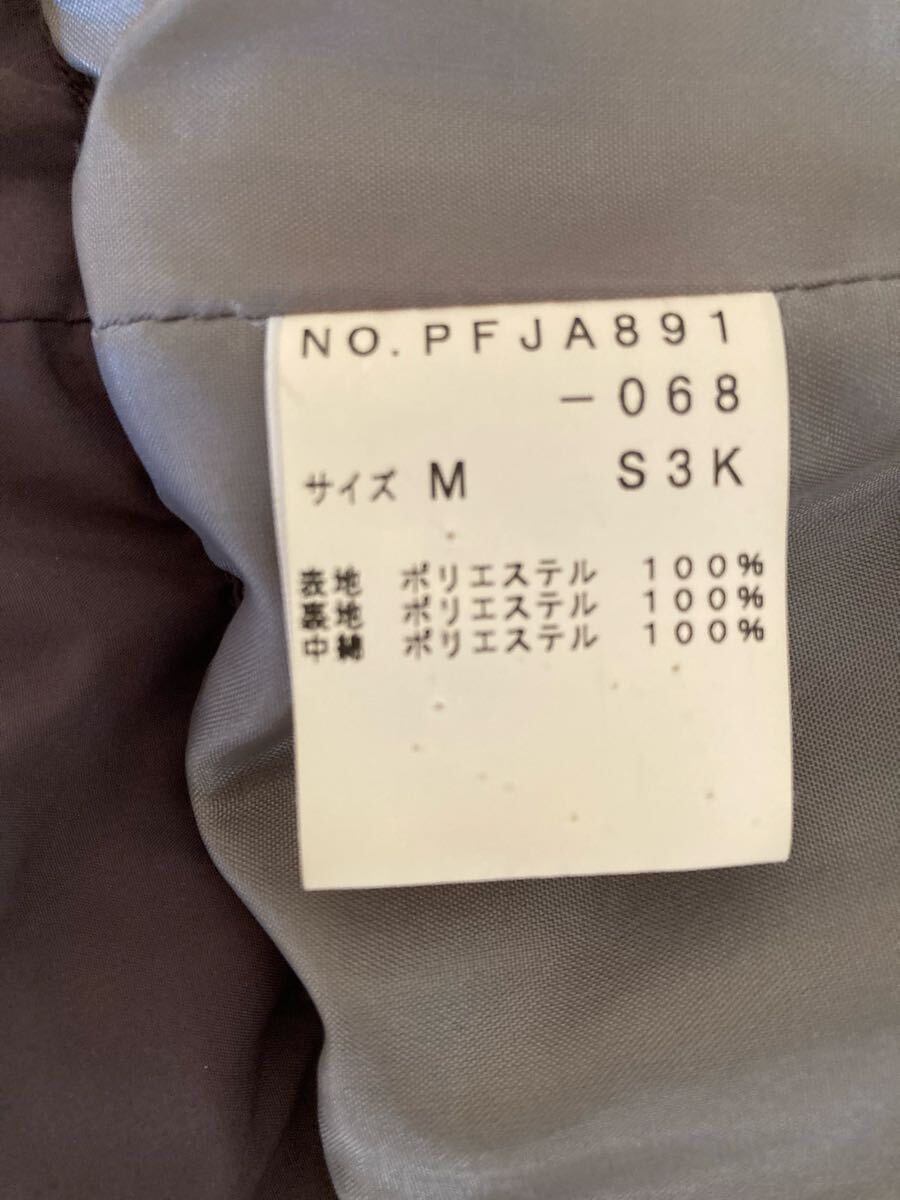 NO.PFJA891
-068
サイズ M S3K
表地 ポリエステル 100%
裏地 ポリエステル 100%
中綿 ポリエステル 100%